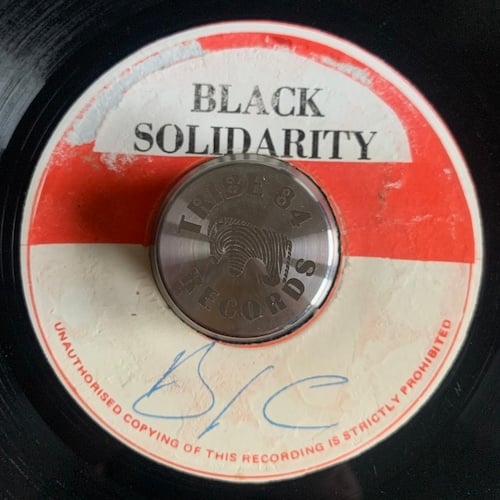 BLACK
SOLIDARITY
TRIBE 84
RECORDS
B/C
UNAUTHORISED COPYING OF THIS RECORDING IS STRICTLY PROHIBITED